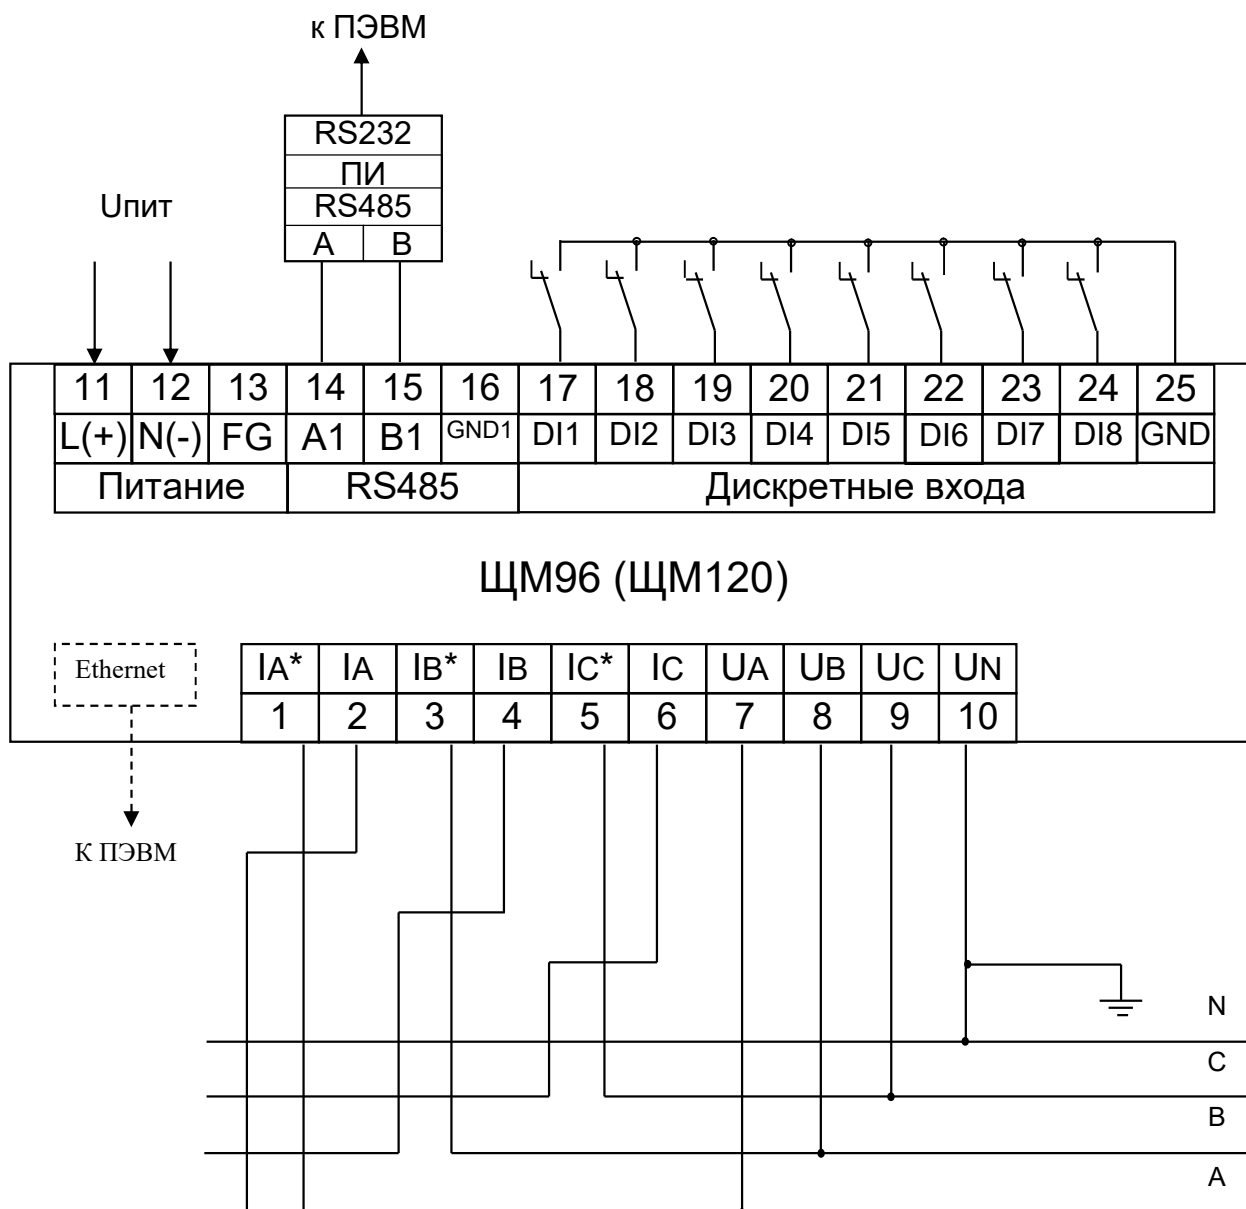 к ПЭВМ
RS232
ПИ
RS485
A B
Uпит
11 12 13 14 15 16 17 18 19 20 21 22 23 24 25
L(+) N(-) FG A1 B1 GND1 DI1 DI2 DI3 DI4 DI5 DI6 DI7 DI8 GND
Питание RS485 Дискретные входа
ЩМ96 (ЩМ120)
Ethernet
IA* IA IB* IB IC* IC UA UB UC UN
1 2 3 4 5 6 7 8 9 10
К ПЭВМ
N
C
B
A